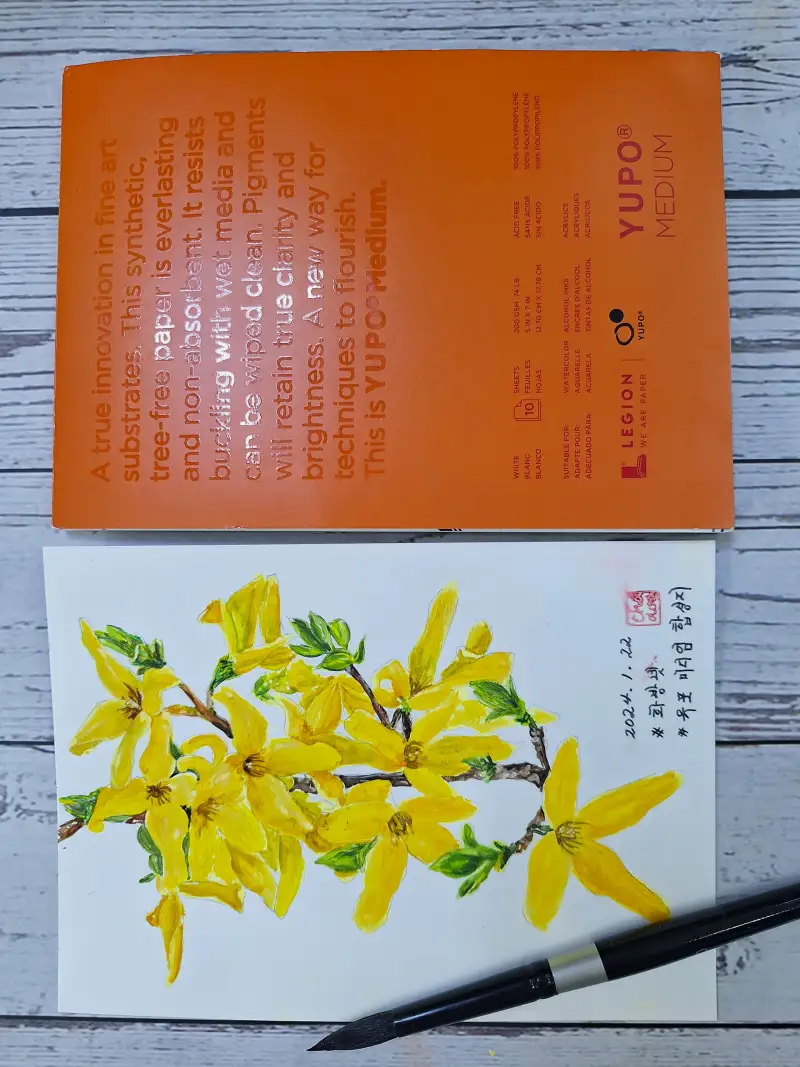 A true innovation in fine art
substrates. This synthetic,
tree-free paper is everlasting
and non-absorbent. It resists
buckling with wet media and
can be wiped clean. Pigments
will retain true clarity and
brightness. A new way for
techniques to flourish.
This is YUPO® Medium.
WHITE
BLANC
BLANCO
10
SHEETS
FEUILLES
HOJAS
200 GSM 74 LB
5 IN X 7 IN
12.70 CM X 17.78 CM
ACID FREE
SANS ACIDE
SIN ÁCIDO
100% POLYPROPYLENE
100% POLYPROPYLÈNE
100% POLIPROPILENO
SUITABLE FOR:
ADAPTE POUR:
ADECUADO PARA:
WATERCOLOR
AQUARELLE
ACUARELA
ALCOHOL INKS
ENCRES D'ALCOOL
TINTAS DE ALCOHOL
ACRYLICS
ACRYLIQUES
ACRÍLICOS
LEGION
WE ARE PAPER
YUPO®
YUPO®
MEDIUM
2024. 1. 22
* 화방넷
* 유포 미디엄 합성지